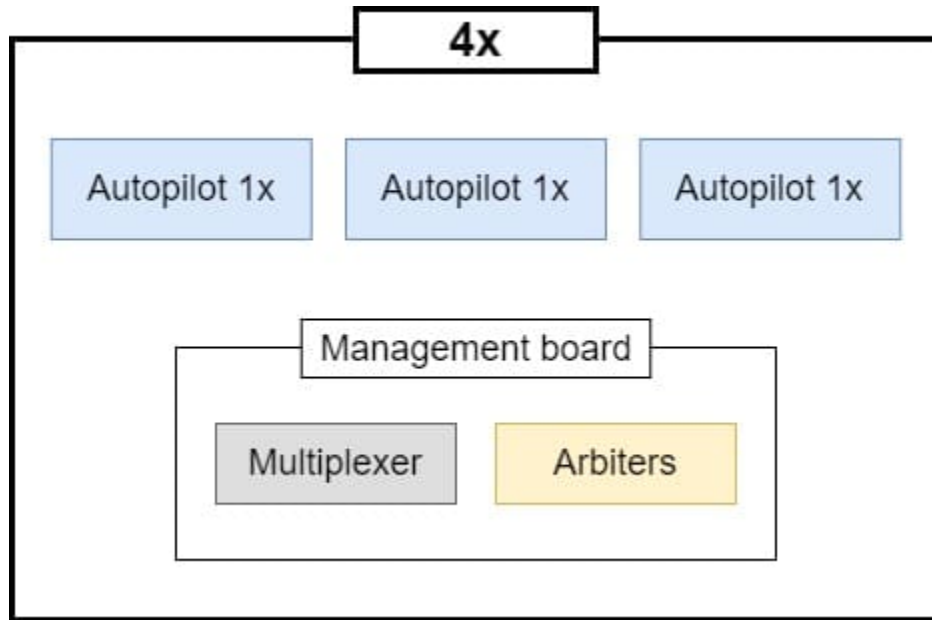 4x
Autopilot 1x
Autopilot 1x
Autopilot 1x
Management board
Multiplexer
Arbiters